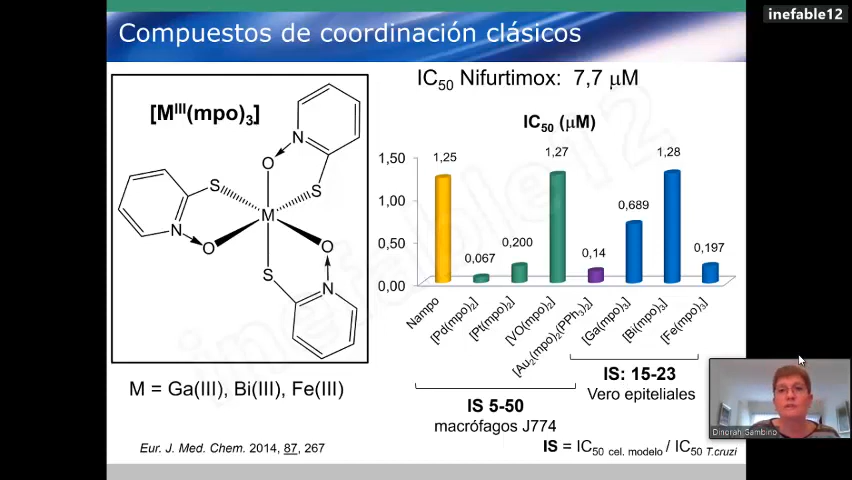 inefable12
Compuestos de coordinación clásicos
[Mᴵᴵᴵ(mpo)₃]
N
O
S
S
M
N
O
O
S
N
M = Ga(III), Bi(III), Fe(III)
Eur. J. Med. Chem. 2014, 87, 267
IC₅₀ Nifurtimox: 7,7 μM
IC₅₀ (μM)
1,50
1,00
0,50
0,00
1,25
0,067
0,200
1,27
0,14
0,689
1,28
0,197
Nampo
[Pd(mpo)₂]
[Pt(mpo)₂]
[VO(mpo)₂]
[Au₂(mpo)₂(PPh₃)₂]
[Ga(mpo)₃]
[Bi(mpo)₃]
[Fe(mpo)₃]
IS 5-50
macrófagos J774
IS: 15-23
Vero epiteliales
IS = IC₅₀ cel. modelo / IC₅₀ T.cruzi
Dinorah Gambino
inefable12